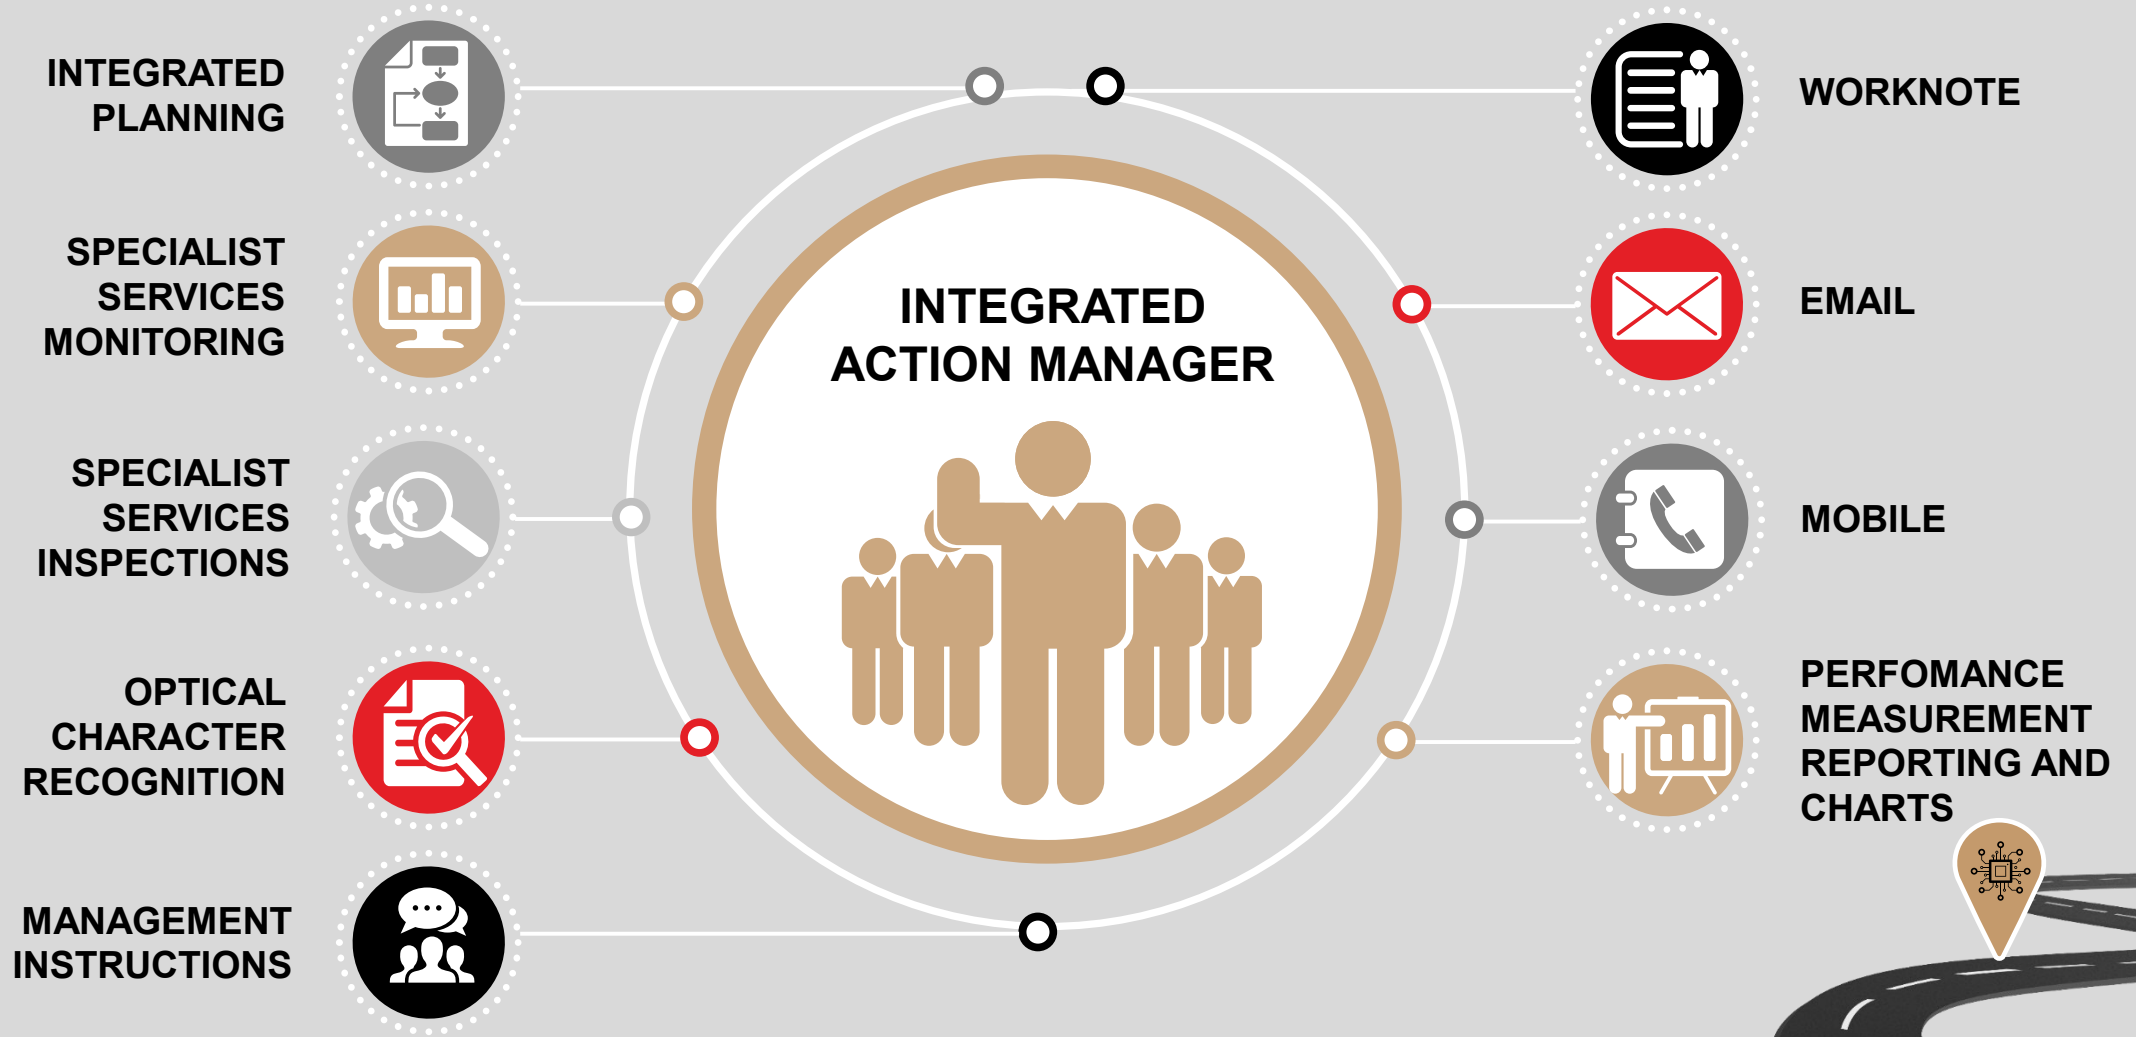 INTEGRATED
PLANNING
SPECIALIST
SERVICES
MONITORING
SPECIALIST
SERVICES
INSPECTIONS
OPTICAL
CHARACTER
RECOGNITION
MANAGEMENT
INSTRUCTIONS
INTEGRATED
ACTION MANAGER
WORKNOTE
EMAIL
MOBILE
PERFOMANCE
MEASUREMENT
REPORTING AND
CHARTS